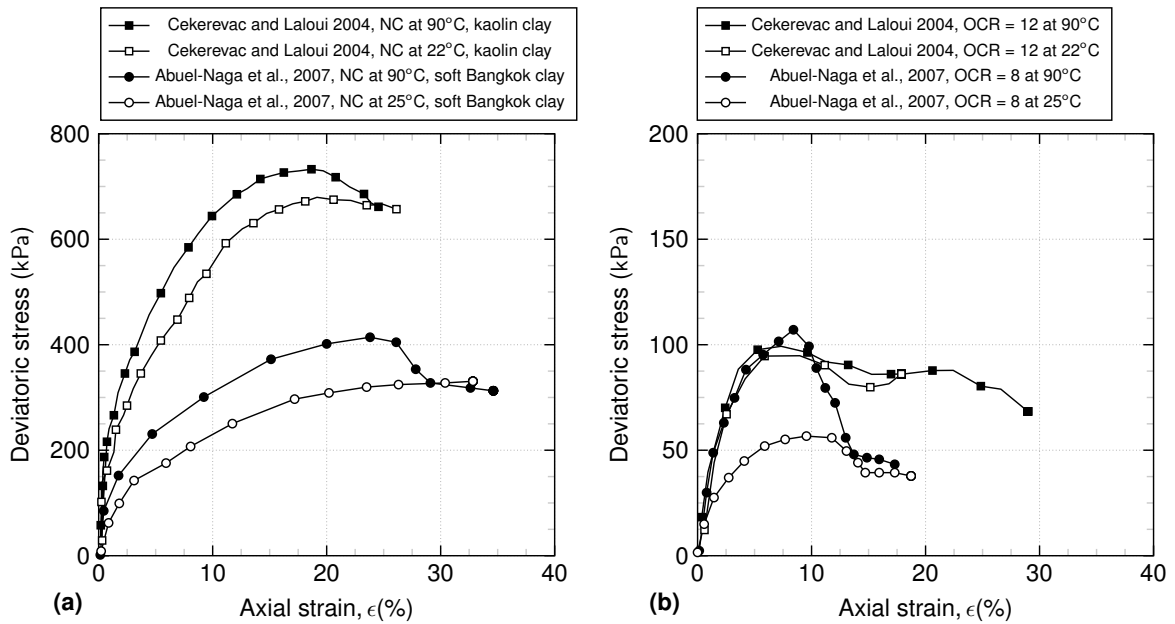 Cekerevac and Laloui 2004, NC at 90°C, kaolin clay
Cekerevac and Laloui 2004, NC at 22°C, kaolin clay
Abuel-Naga et al., 2007, NC at 90°C, soft Bangkok clay
Abuel-Naga et al., 2007, NC at 25°C, soft Bangkok clay
800
600
400
200
0
Deviatoric stress (kPa)
0 10 20 30 40
(a) Axial strain, ϵ(%)
Cekerevac and Laloui 2004, OCR = 12 at 90°C
Cekerevac and Laloui 2004, OCR = 12 at 22°C
Abuel-Naga et al., 2007, OCR = 8 at 90°C
Abuel-Naga et al., 2007, OCR = 8 at 25°C
200
150
100
50
0
Deviatoric stress (kPa)
0 10 20 30 40
(b) Axial strain, ϵ(%)